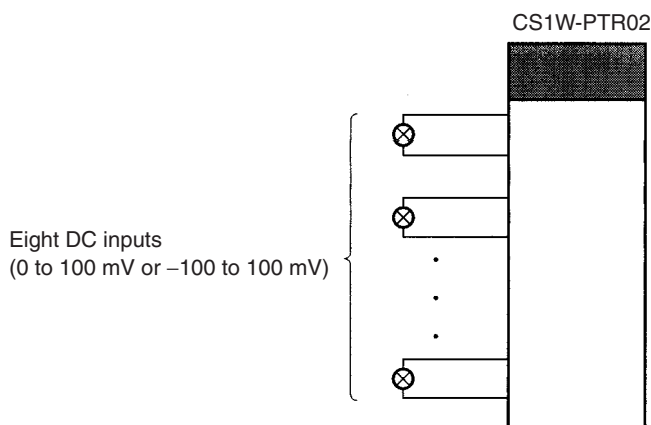 CS1W-PTR02
Eight DC inputs
(0 to 100 mV or −100 to 100 mV)